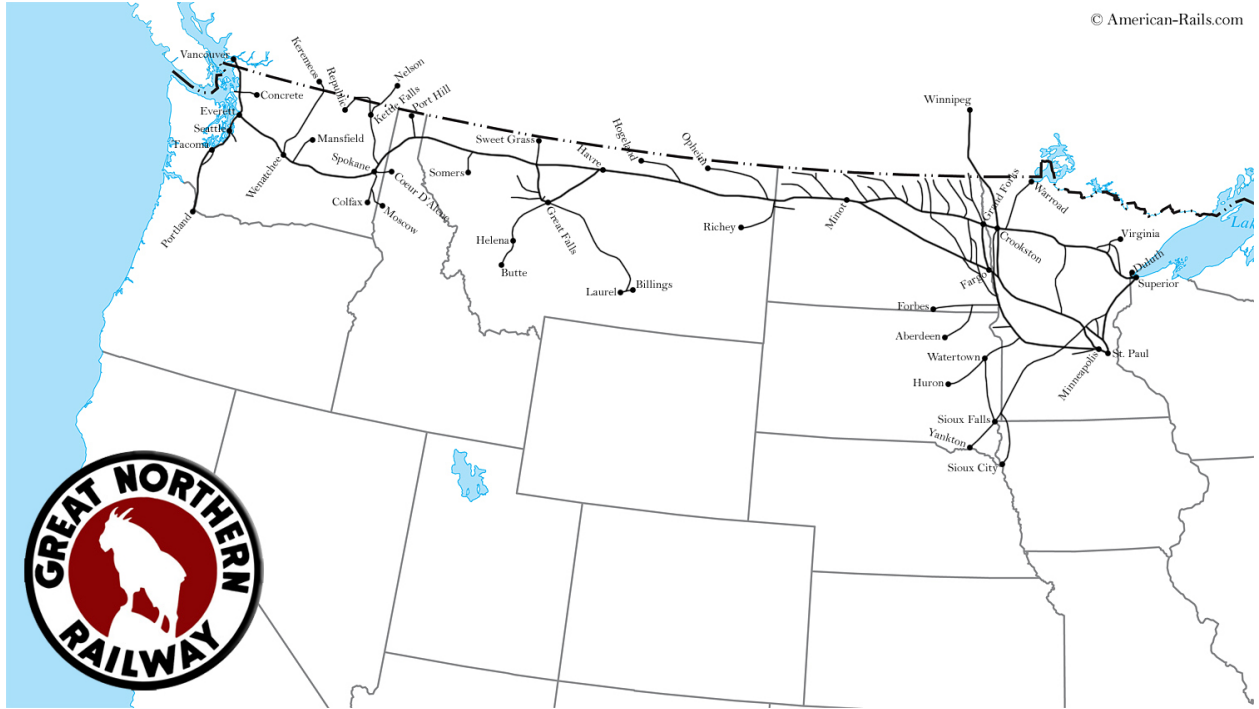 © American-Rails.com
Vancouver
Keremeos
Republic
Nelson
Kettle Falls
Port Hill
Concrete
Everett
Seattle
Tacoma
Mansfield
Wenatchee
Spokane
Coeur D'Alene
Colfax
Moscow
Portland
Somers
Sweet Grass
Havre
Hogeland
Opheim
Great Falls
Helena
Butte
Laurel
Billings
Richey
Minot
Winnipeg
Grand Forks
Warroad
Crookston
Fargo
Virginia
Duluth
Superior
Lak
Forbes
Aberdeen
Watertown
Huron
Minneapolis
St. Paul
Sioux Falls
Yankton
Sioux City
GREAT NORTHERN
RAILWAY